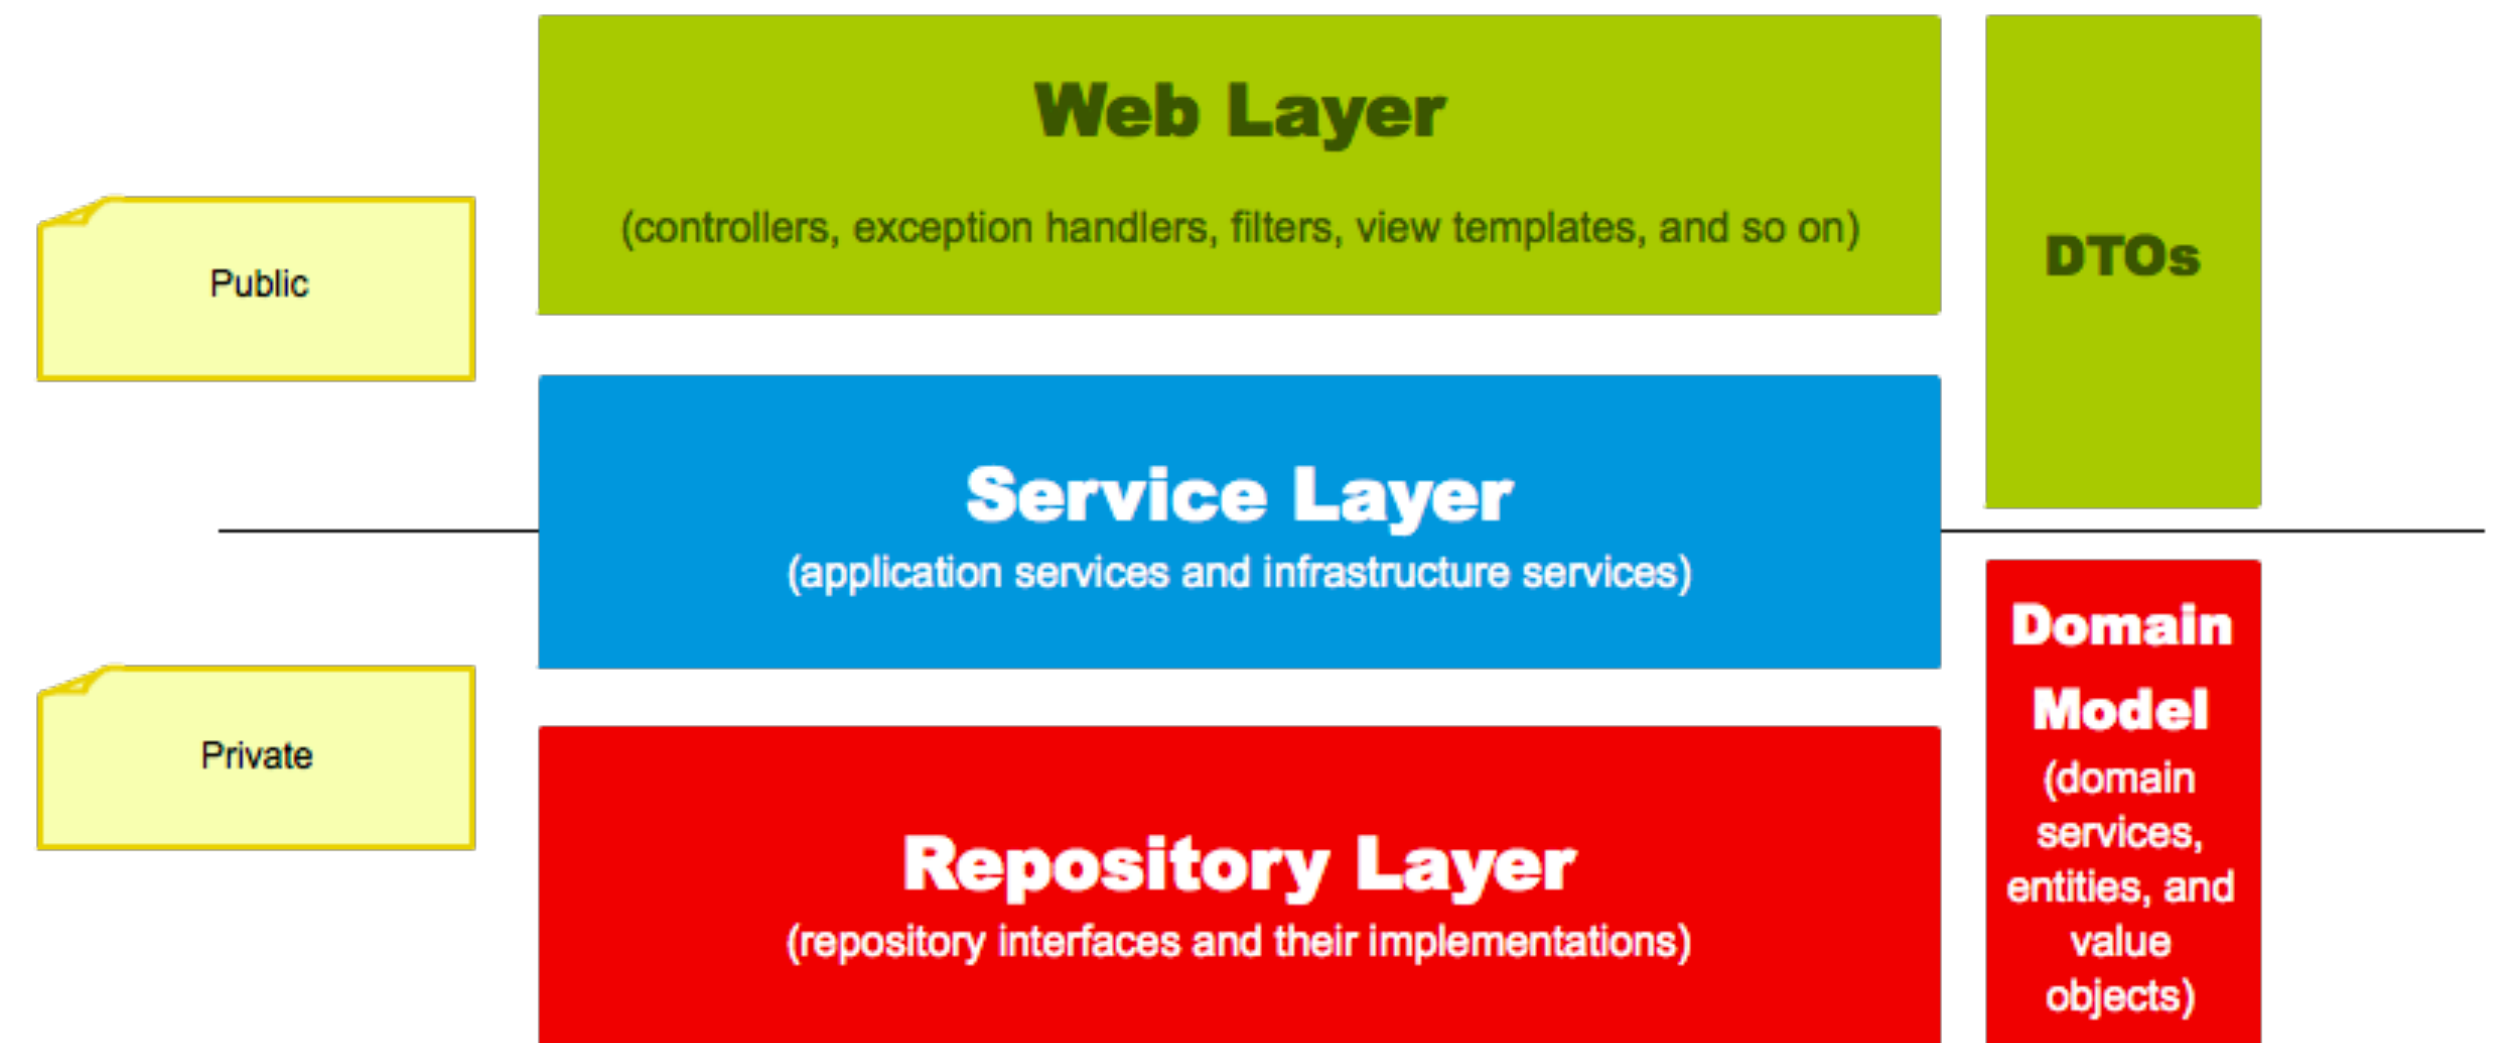 Web Layer
(controllers, exception handlers, filters, view templates, and so on)
DTOs
Public
Service Layer
(application services and infrastructure services)
Private
Repository Layer
(repository interfaces and their implementations)
Domain
Model
(domain
services,
entities, and
value
objects)